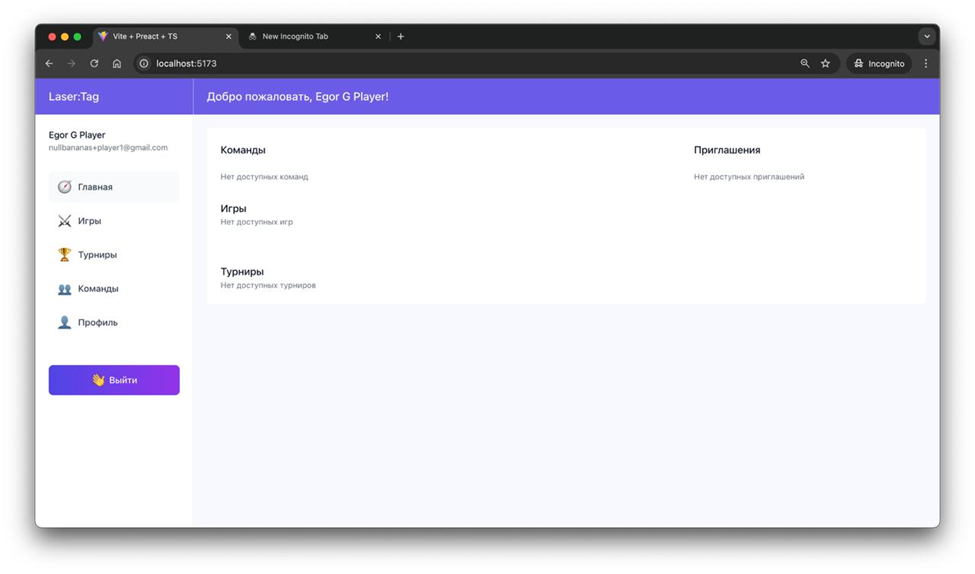 Vite + Preact + TS
New Incognito Tab
localhost:5173
Incognito
Laser:Tag
Добро пожаловать, Egor G Player!
Egor G Player
nullbananas+player1@gmail.com
Главная
Игры
Турниры
Команды
Профиль
Выйти
Команды
Нет доступных команд
Игры
Нет доступных игр
Турниры
Нет доступных турниров
Приглашения
Нет доступных приглашений